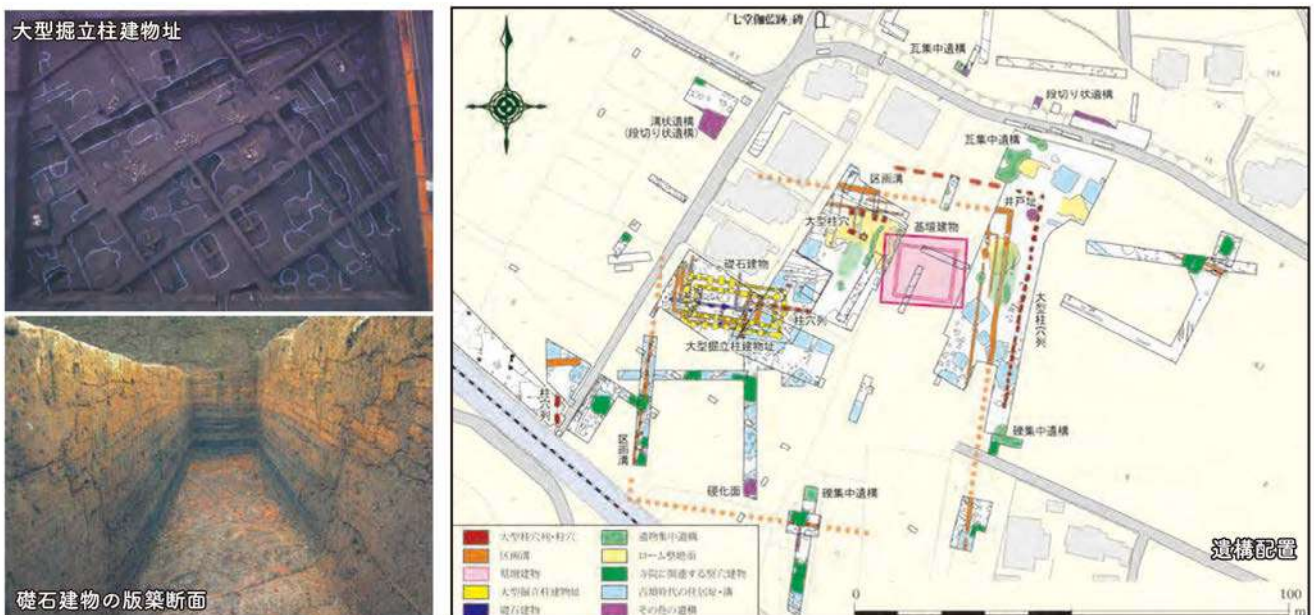 大型掘立柱建物址
礎石建物の版築断面
「七堂伽藍跡」碑
瓦集中遺構
段切り状遺構
溝状遺構
(段切り状遺構)
瓦集中遺構
区画溝
井戸址
大型柱穴
基壇建物
礎石建物
大型柱穴列
柱穴列
大型掘立柱建物址
柱穴列
区画溝
礫集中遺構
硬化面
礫集中遺構
大型柱穴列・柱穴
区画溝
基壇建物
大型掘立柱建物址
礎石建物
遺物集中遺構
ローム整地面
寺院に関連する竪穴建物
古墳時代の住居址・溝
その他の遺構
遺構配置
0
100
m